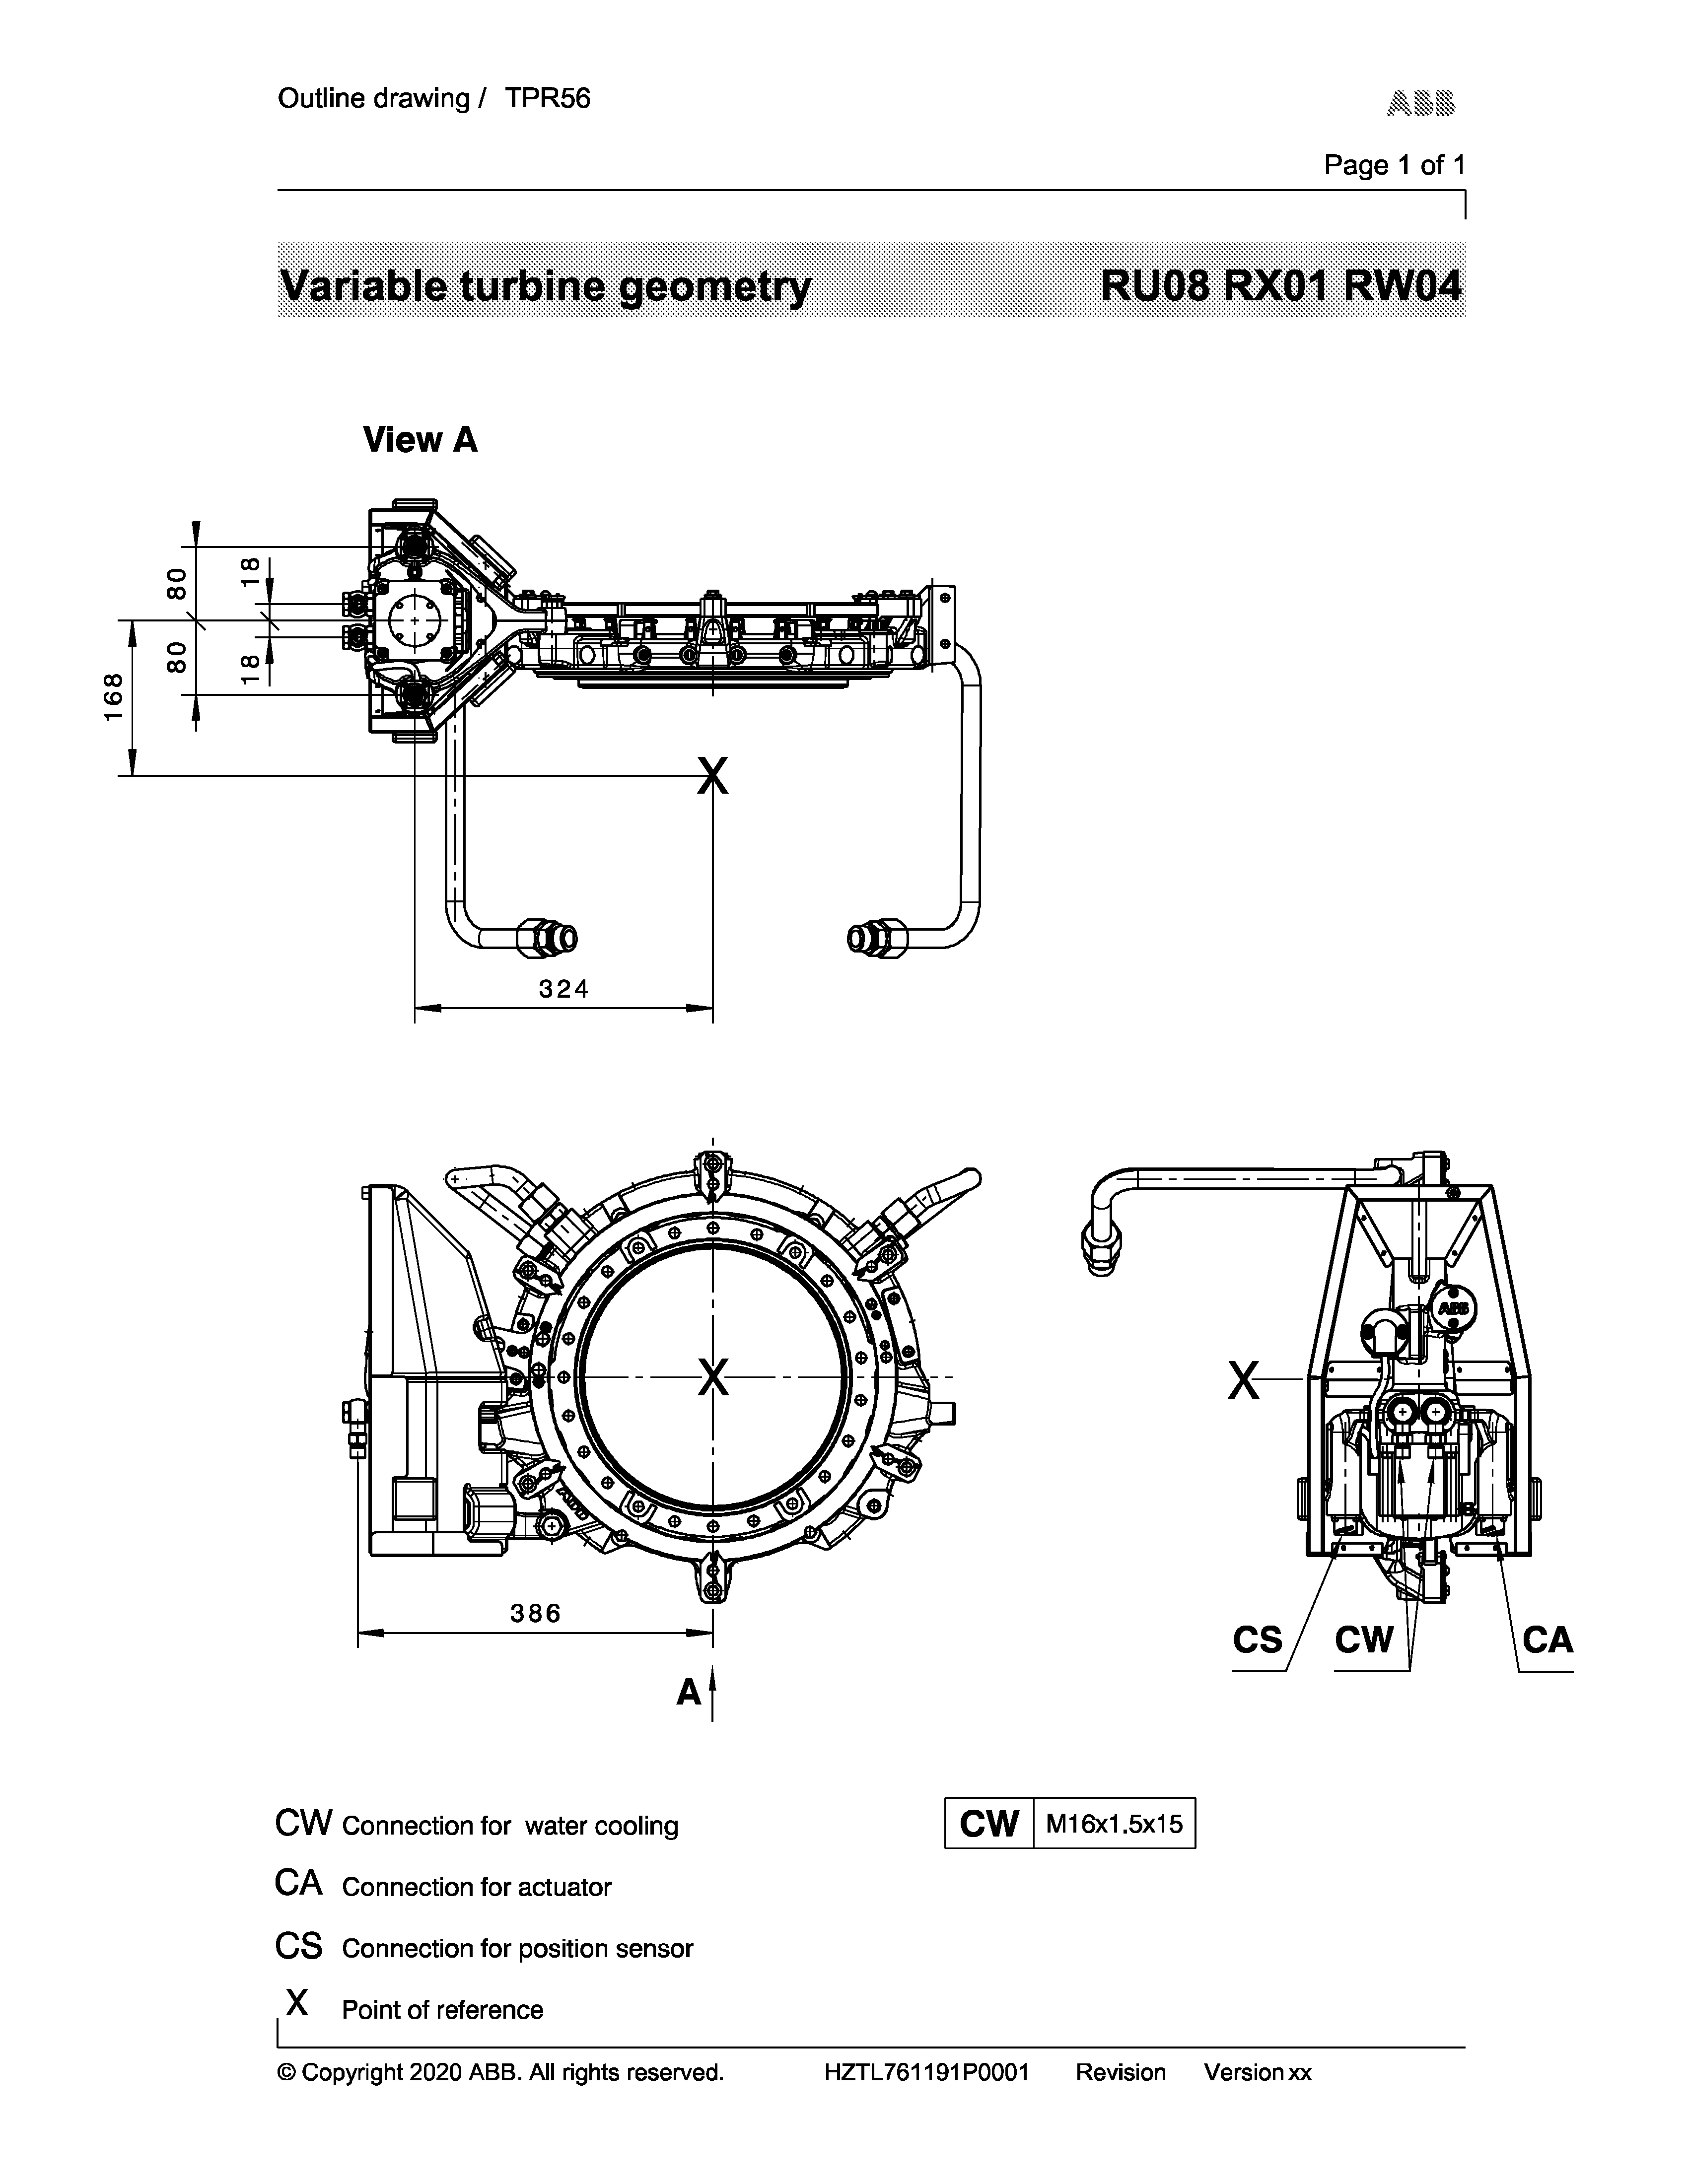 Outline drawing / TPR56
ABB
Page 1 of 1
Variable turbine geometry RU08 RX01 RW04
View A
80
18
80
18
168
X
324
X
386
A
ABB
X
CS CW CA
CW Connection for water cooling
CW M16x1.5x15
CA Connection for actuator
CS Connection for position sensor
X Point of reference
© Copyright 2020 ABB. All rights reserved. HZTL761191P0001 Revision Version xx